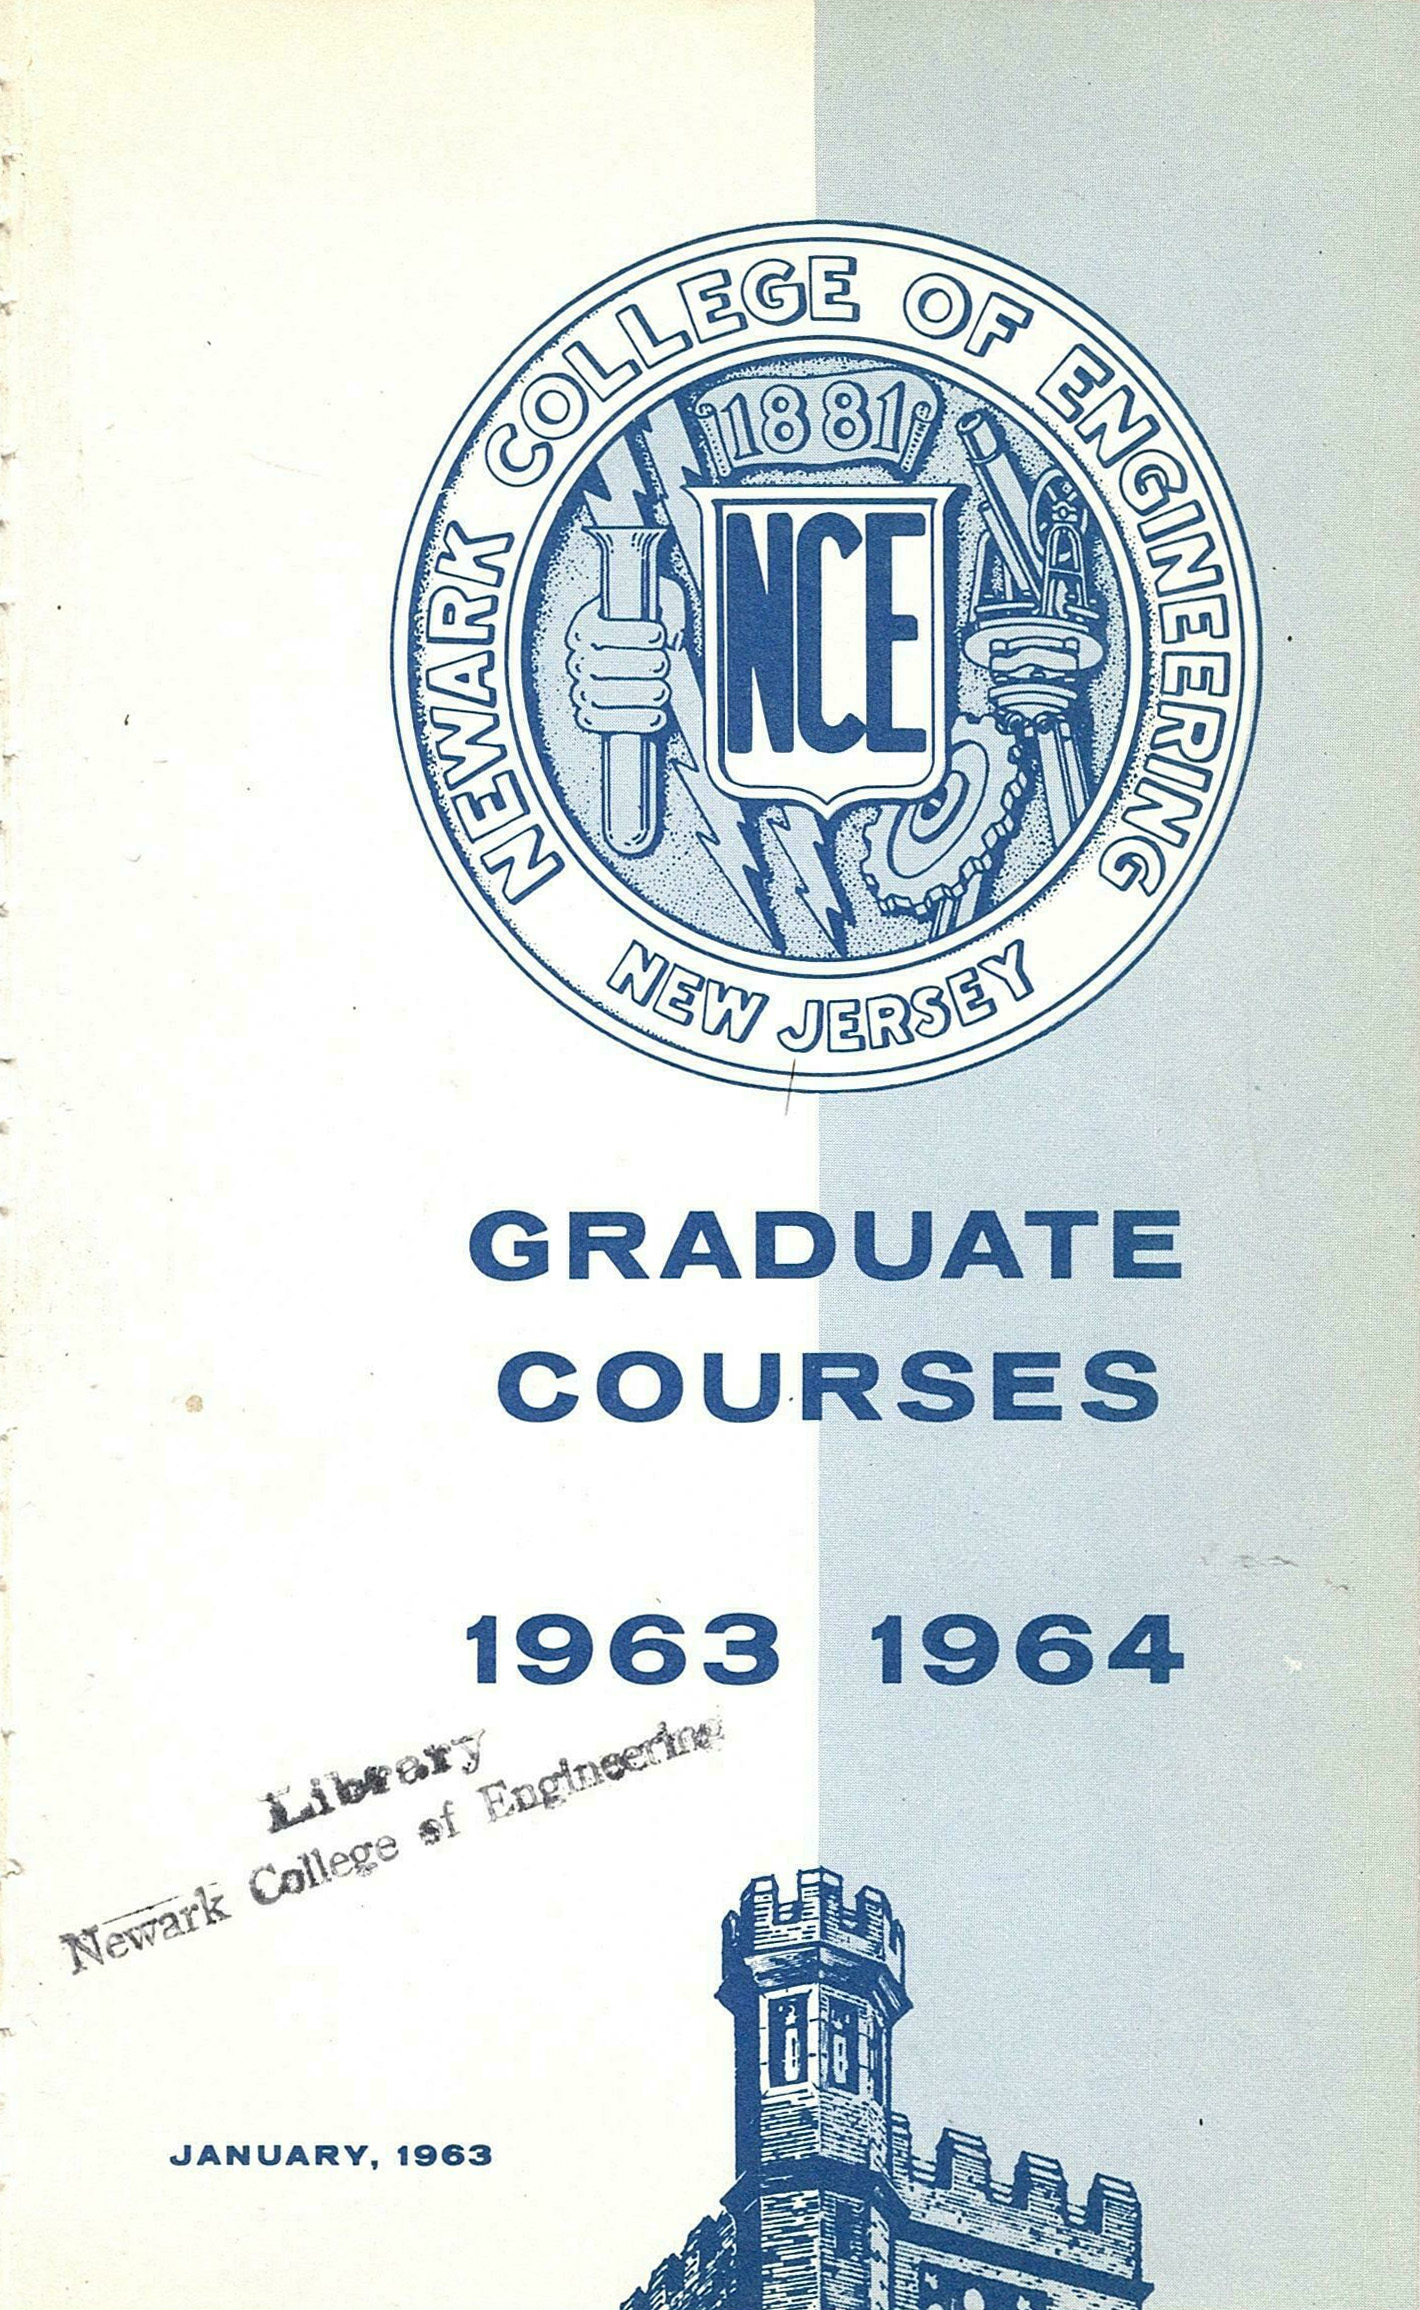 NEWARK COLLEGE OF ENGINEERING
1881
NCE
NEW JERSEY
GRADUATE
COURSES
1963 1964
Library
Newark College of Engineering
JANUARY, 1963